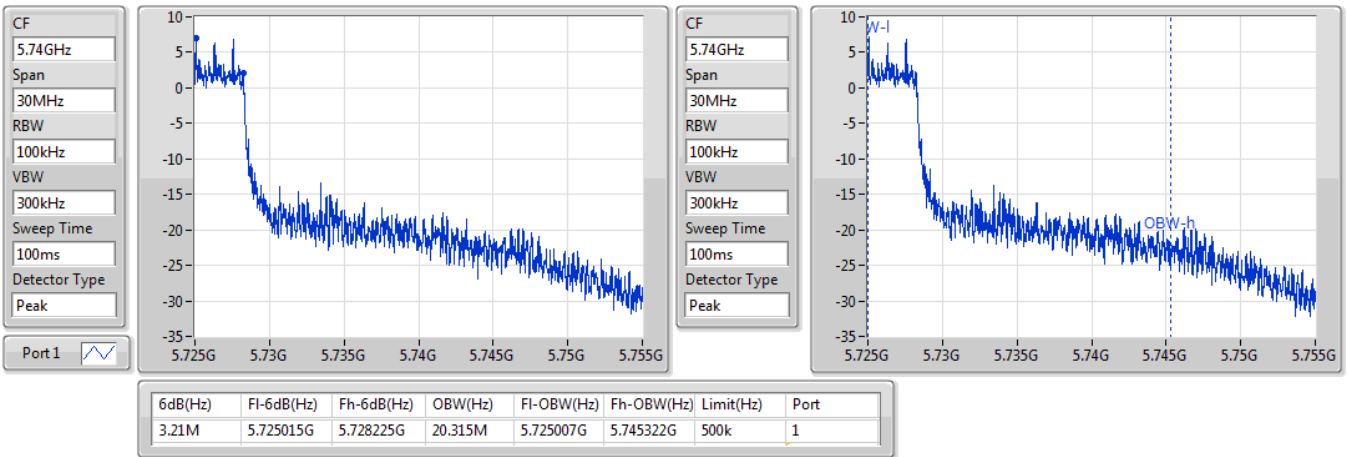 CF
5.74GHz
Span
30MHz
RBW
100kHz
VBW
300kHz
Sweep Time
100ms
Detector Type
Peak
Port 1
10
5
0
-5
-10
-15
-20
-25
-30
-35
5.725G 5.73G 5.735G 5.74G 5.745G 5.75G 5.755G
CF
5.74GHz
Span
30MHz
RBW
100kHz
VBW
300kHz
Sweep Time
100ms
Detector Type
Peak
10
5
0
-5
-10
-15
-20
-25
-30
-35
W-l
OBW-h
5.725G 5.73G 5.735G 5.74G 5.745G 5.75G 5.755G
6dB(Hz) Fl-6dB(Hz) Fh-6dB(Hz) OBW(Hz) Fl-OBW(Hz) Fh-OBW(Hz) Limit(Hz) Port
3.21M 5.725015G 5.728225G 20.315M 5.725007G 5.745322G 500k 1